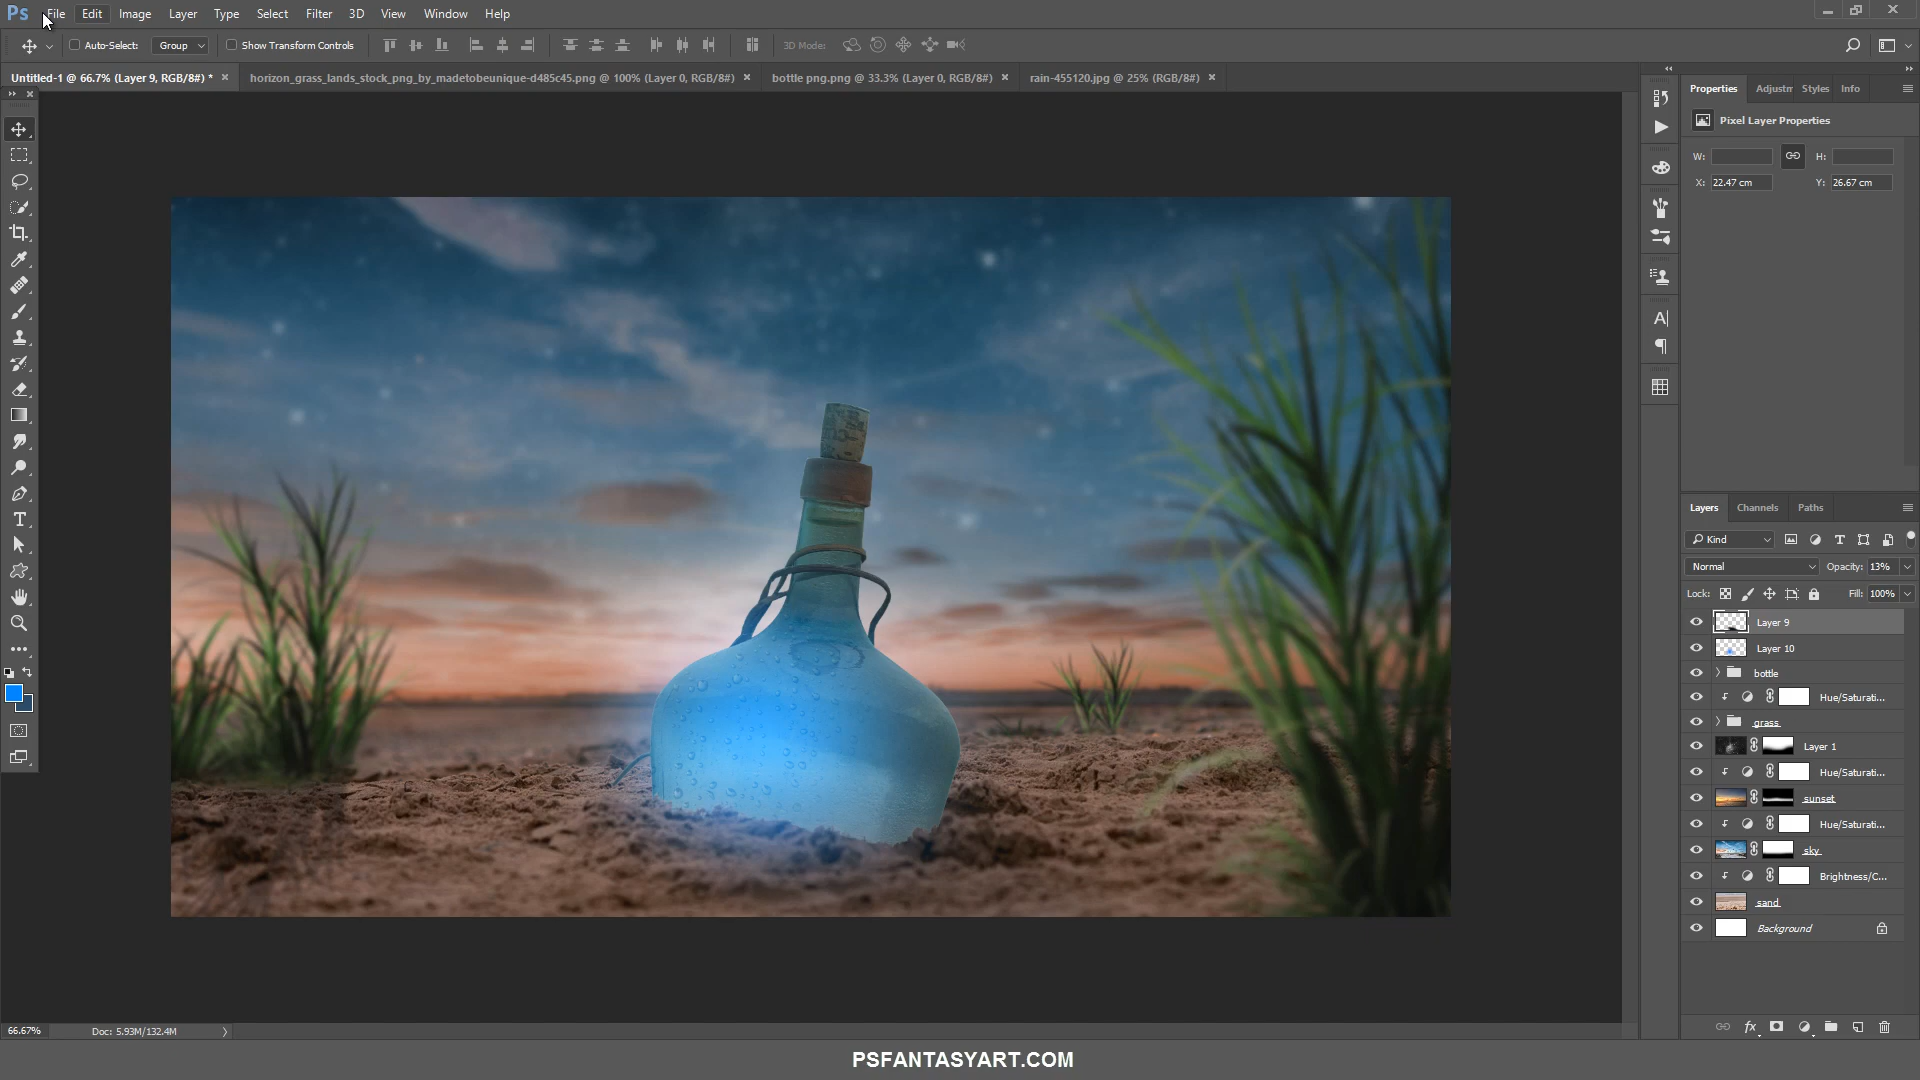 Ps File Edit Image Layer Type Select Filter 3D View Window Help
Auto-Select: Group Show Transform Controls 3D Mode:
Untitled-1 @ 66.7% (Layer 9, RGB/8#) * × horizon_grass_lands_stock_png_by_madetobeunique-d485c45.png @ 100% (Layer 0, RGB/8#) × bottle png.png @ 33.3% (Layer 0, RGB/8#) × rain-455120.jpg @ 25% (RGB/8#) ×
Properties Adjustm Styles Info
Pixel Layer Properties
W: H:
X: 22.47 cm Y: 26.67 cm
Layers Channels Paths
Kind
Normal Opacity: 13%
Lock: Fill: 100%
Layer 9
Layer 10
bottle
Hue/Saturati...
grass
Layer 1
Hue/Saturati...
sunset
Hue/Saturati...
sky
Brightness/C...
sand
Background
66.67% Doc: 5.93M/132.4M
PSFANTASYART.COM